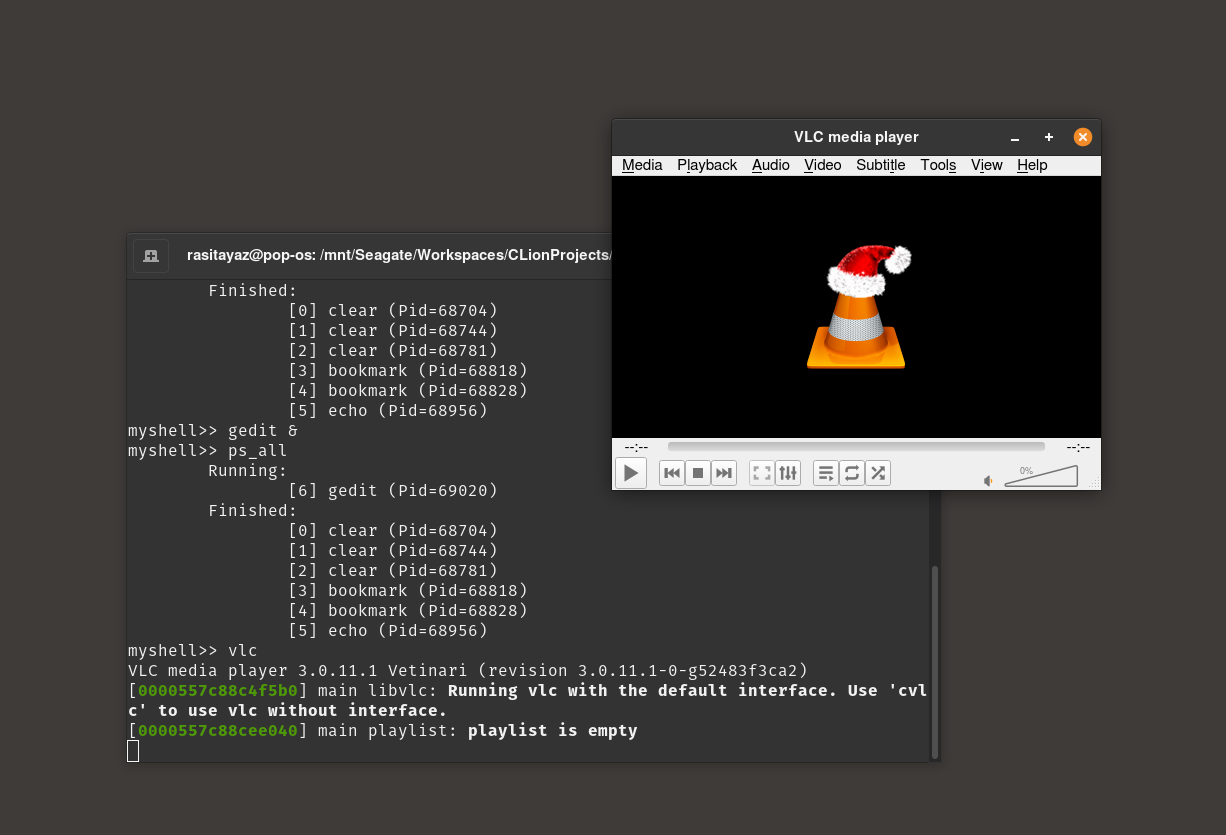 VLC media player
Media Playback Audio Video Subtitle Tools View Help
--:-- --:--
0%
rasitayaz@pop-os: /mnt/Seagate/Workspaces/CLionProjects/
Finished:
[0] clear (Pid=68704)
[1] clear (Pid=68744)
[2] clear (Pid=68781)
[3] bookmark (Pid=68818)
[4] bookmark (Pid=68828)
[5] echo (Pid=68956)
myshell>> gedit &
myshell>> ps_all
Running:
[6] gedit (Pid=69020)
Finished:
[0] clear (Pid=68704)
[1] clear (Pid=68744)
[2] clear (Pid=68781)
[3] bookmark (Pid=68818)
[4] bookmark (Pid=68828)
[5] echo (Pid=68956)
myshell>> vlc
VLC media player 3.0.11.1 Vetinari (revision 3.0.11.1-0-g52483f3ca2)
[0000557c88c4f5b0] main libvlc: Running vlc with the default interface. Use 'cvl
c' to use vlc without interface.
[0000557c88cee040] main playlist: playlist is empty